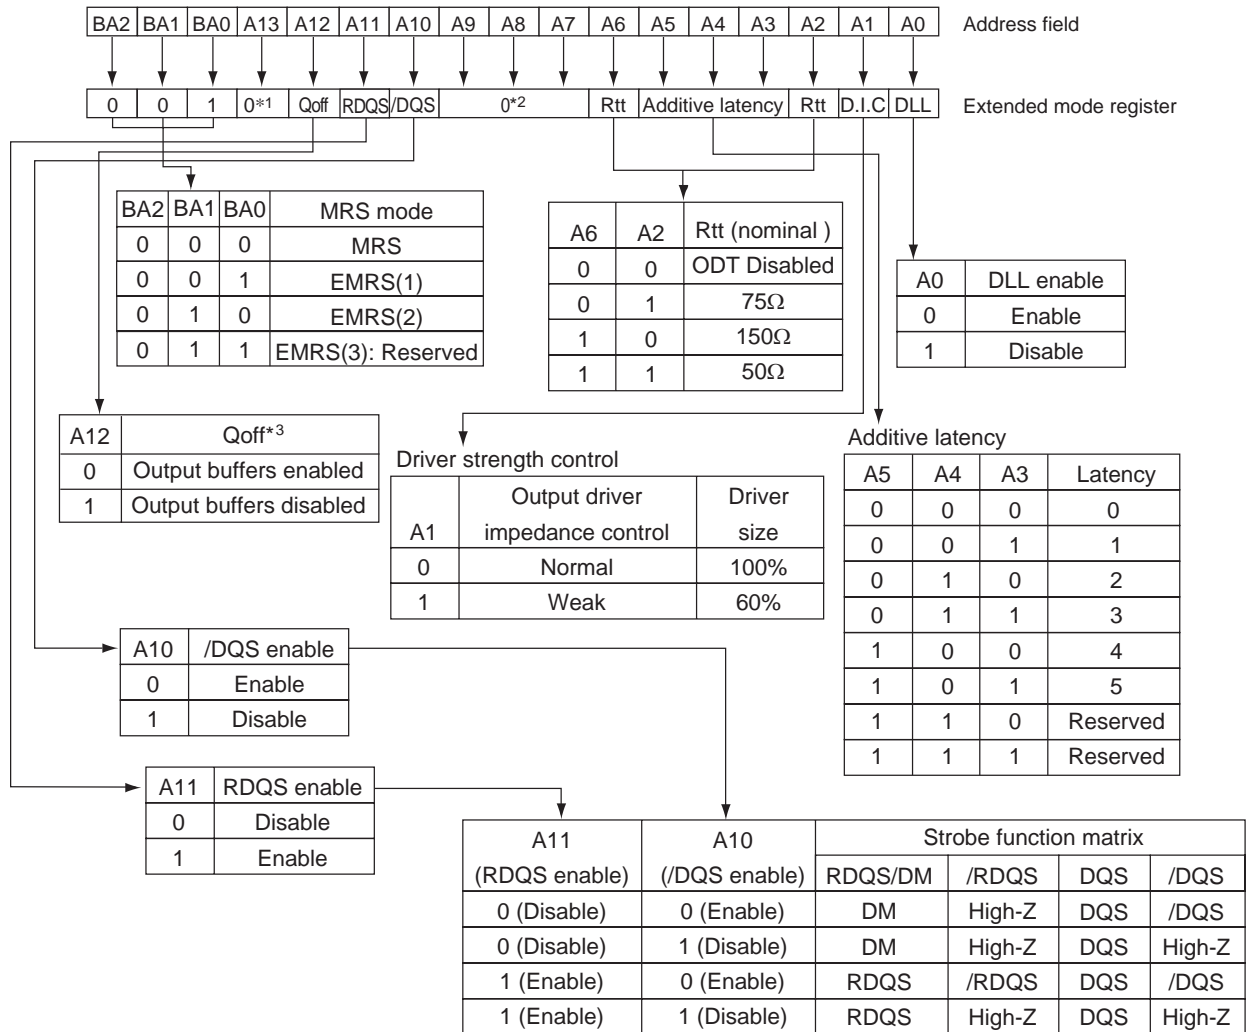 BA2 BA1 BA0 A13 A12 A11 A10 A9 A8 A7 A6 A5 A4 A3 A2 A1 A0 Address field
0 0 1 0*1 Qoff RDQS /DQS 0*2 Rtt Additive latency Rtt D.I.C DLL Extended mode register
BA2 BA1 BA0 MRS mode
0 0 0 MRS
0 0 1 EMRS(1)
0 1 0 EMRS(2)
0 1 1 EMRS(3): Reserved
A6 A2 Rtt (nominal )
0 0 ODT Disabled
0 1 75Ω
1 0 150Ω
1 1 50Ω
A0 DLL enable
0 Enable
1 Disable
A12 Qoff*3
0 Output buffers enabled
1 Output buffers disabled
Driver strength control
A1 Output driver impedance control Driver size
0 Normal 100%
1 Weak 60%
Additive latency
A5 A4 A3 Latency
0 0 0 0
0 0 1 1
0 1 0 2
0 1 1 3
1 0 0 4
1 0 1 5
1 1 0 Reserved
1 1 1 Reserved
A10 /DQS enable
0 Enable
1 Disable
A11 RDQS enable
0 Disable
1 Enable
A11 A10 Strobe function matrix
(RDQS enable) (/DQS enable) RDQS/DM /RDQS DQS /DQS
0 (Disable) 0 (Enable) DM High-Z DQS /DQS
0 (Disable) 1 (Disable) DM High-Z DQS High-Z
1 (Enable) 0 (Enable) RDQS /RDQS DQS /DQS
1 (Enable) 1 (Disable) RDQS High-Z DQS High-Z